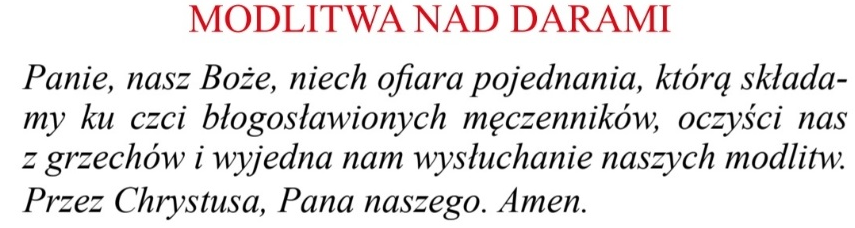 MODLITWA NAD DARAMI
Panie, nasz Boże, niech ofiara pojednania, którą składa-
my ku czci błogosławionych męczenników, oczyści nas
z grzechów i wyjedna nam wysłuchanie naszych modlitw.
Przez Chrystusa, Pana naszego. Amen.